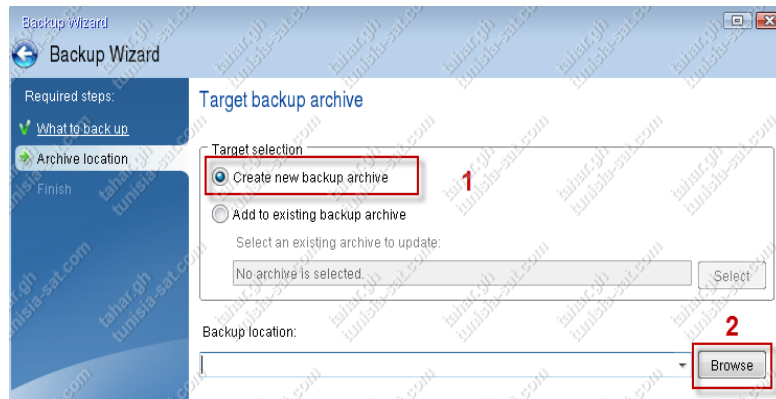 Backup Wizard
Backup Wizard
Required steps:
What to back up
Archive location
Finish
Target backup archive
Target selection
Create new backup archive
1
Add to existing backup archive
Select an existing archive to update:
No archive is selected.
Select
Backup location:
2
Browse
tahar.gh
tunisia-sat.com